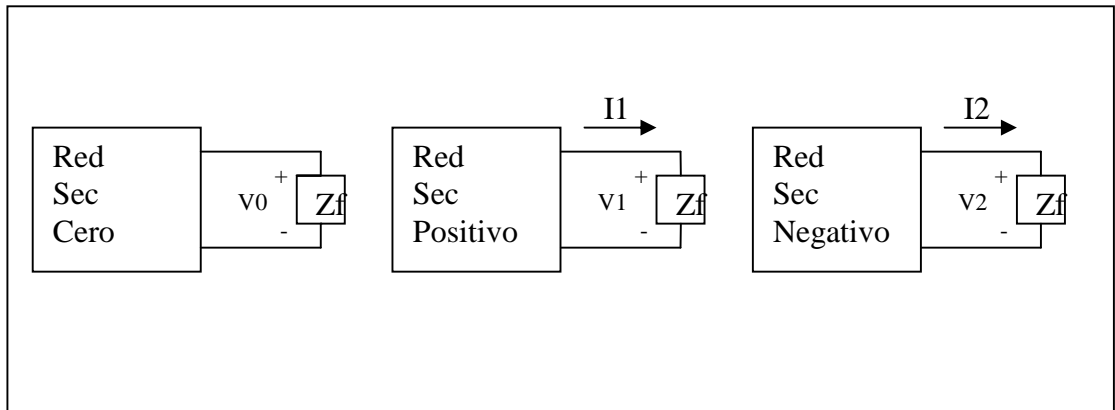 I1
I2
Red
Sec
Cero
+
V0
-
Zf
Red
Sec
Positivo
+
V1
-
Zf
Red
Sec
Negativo
+
V2
-
Zf